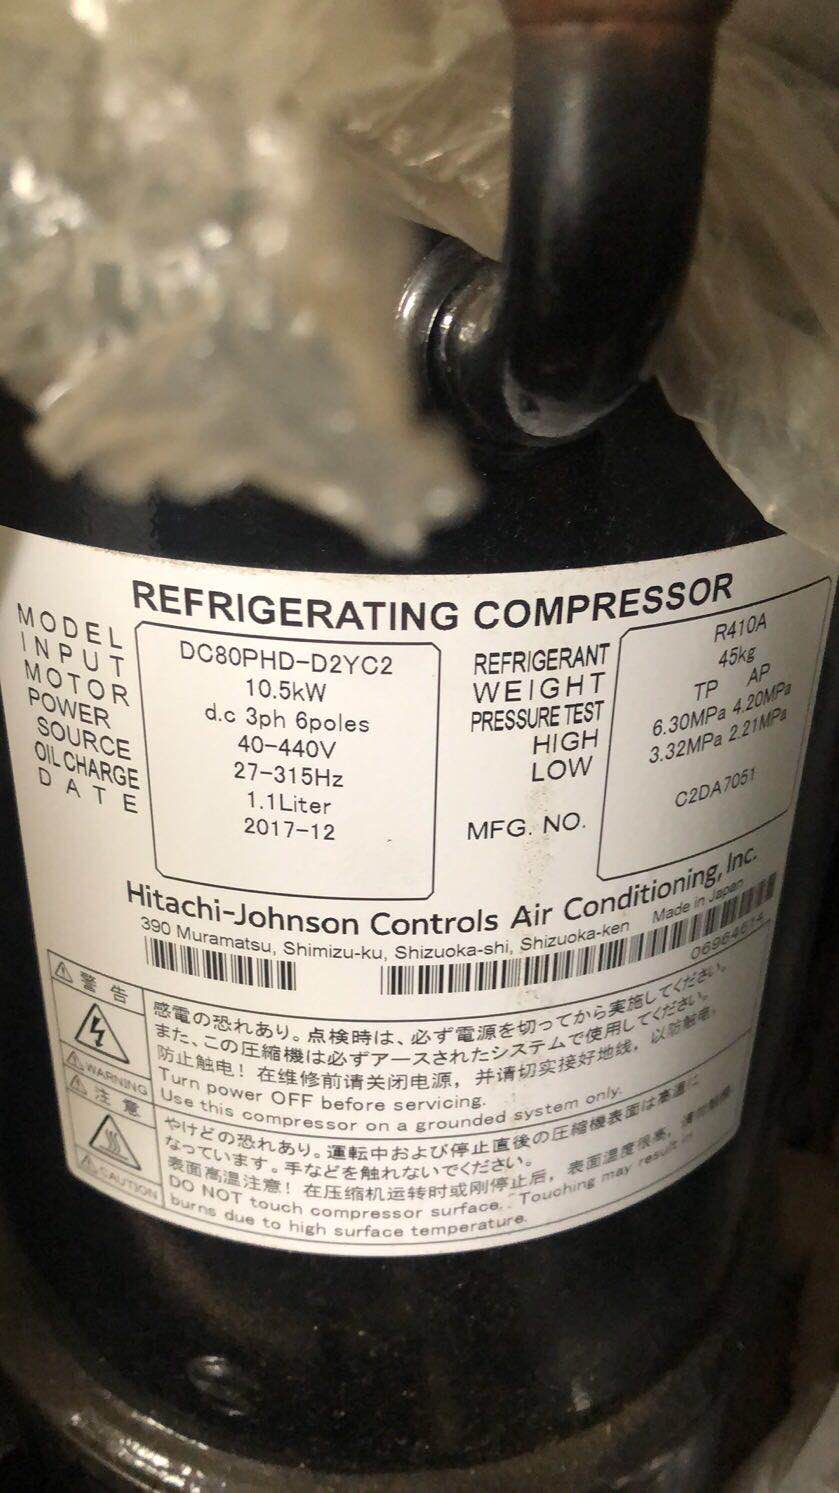 REFRIGERATING COMPRESSOR
MODEL DC80PHD-D2YC2
INPUT 10.5kW
MOTOR d.c 3ph 6poles
POWER 40-440V
SOURCE 27-315Hz
OIL CHARGE 1.1Liter
DATE 2017-12
REFRIGERANT R410A
WEIGHT 45kg
PRESSURE TEST TP AP
HIGH 6.30MPa 4.20MPa
LOW 3.32MPa 2.21MPa
MFG. NO. C2DA7051
Hitachi-Johnson Controls Air Conditioning, Inc.
390 Muramatsu, Shimizu-ku, Shizuoka-shi, Shizuoka-ken Made in Japan
警告
感電の恐れあり。点検時は、必ず電源を切ってから実施してください。
また、この圧縮機は必ずアースされたシステムで使用してください。
防止触电！在维修前请关闭电源，并请切实接好地线，以防触电。
Turn power OFF before servicing.
WARNING Use this compressor on a grounded system only.
注意
やけどの恐れあり。運転中および停止直後の圧縮機表面は高温に
なっています。手などを触れないでください。
表面高温注意！在压缩机运转时或刚停止后，表面温度很高，
DO NOT touch compressor surface. Touching may result in
CAUTION burns due to high surface temperature.